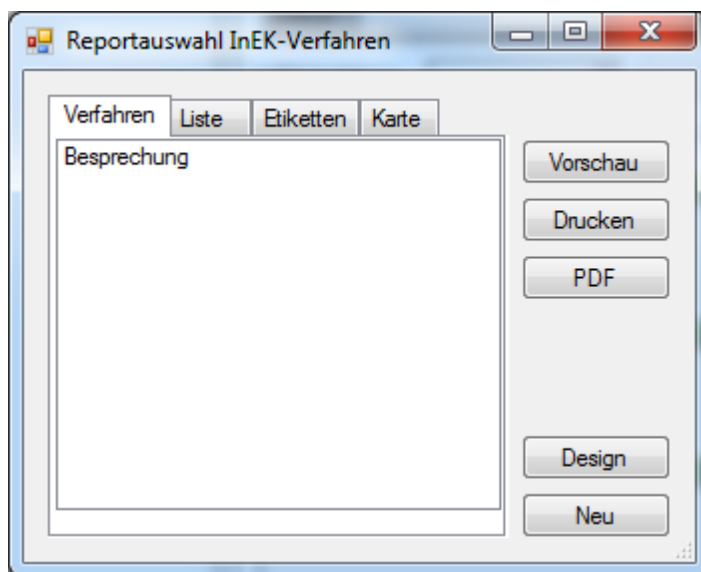 Reportauswahl InEK-Verfahren
Verfahren Liste Etiketten Karte
Besprechung
Vorschau
Drucken
PDF
Design
Neu